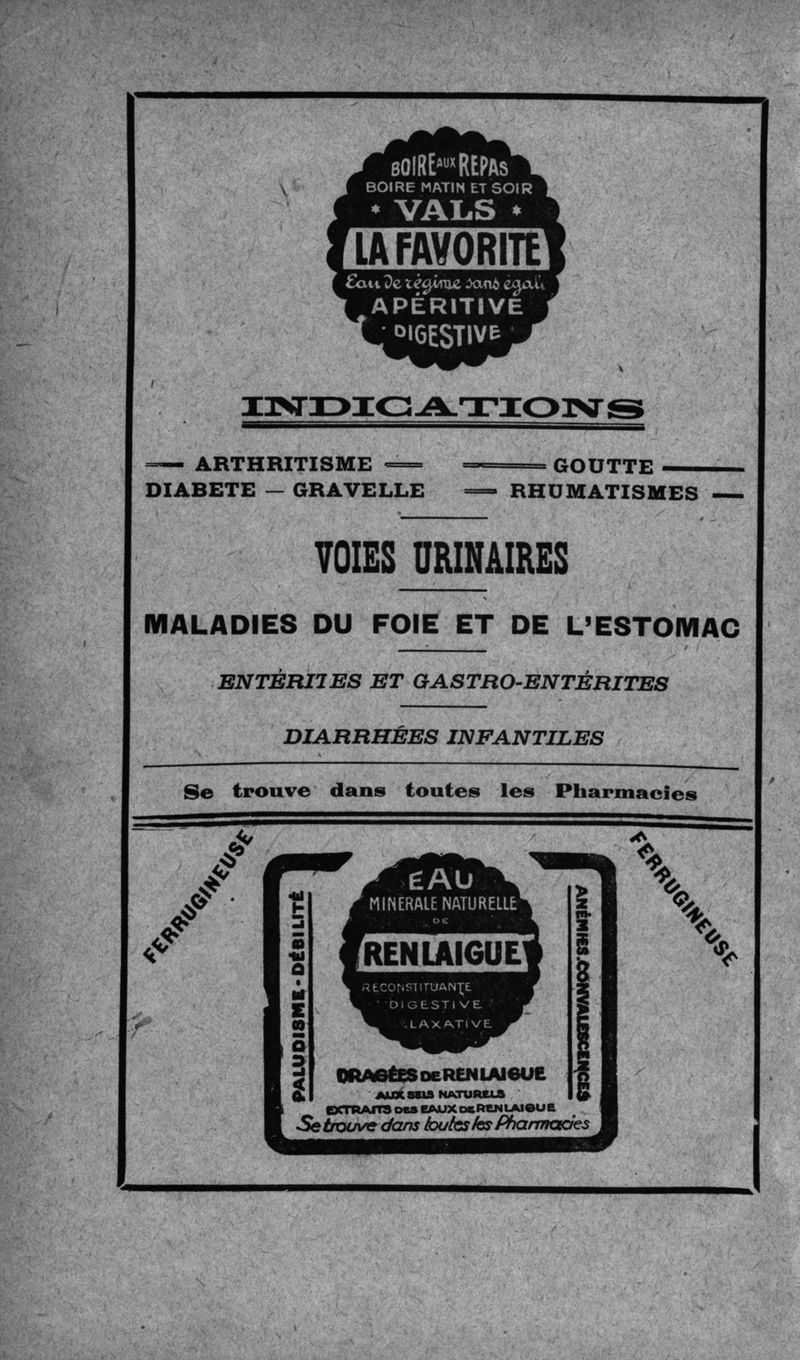 BOIRE AUX REPAS
BOIRE MATIN ET SOIR
* VALS *
LA FAVORITE
Eau De régime sans égale
APÉRITIVE
DIGESTIVE
INDICATIONS
ARTHRITISME
GOUTTE
DIABETE — GRAVELLE
RHUMATISMES
VOIES URINAIRES
MALADIES DU FOIE ET DE L'ESTOMAC
ENTÉRITES ET GASTRO-ENTÉRITES
DIARRHÉES INFANTILES
Se trouve dans toutes les Pharmacies
FERRUGINEUSE
FERRUGINEUSE
PALUDISME - DÉBILITÉ
EAU
MINÉRALE NATURELLE
DE
RENLAIGUE
RECONSTITUANTE
DIGESTIVE
LAXATIVE
ANÉMIES. CONVALESCENCES
DRAGÉES DE RENLAIGUE
AUX SELS NATURELS
EXTRAITS DES EAUX DE RENLAIGUE
Se trouve dans toutes les Pharmacies